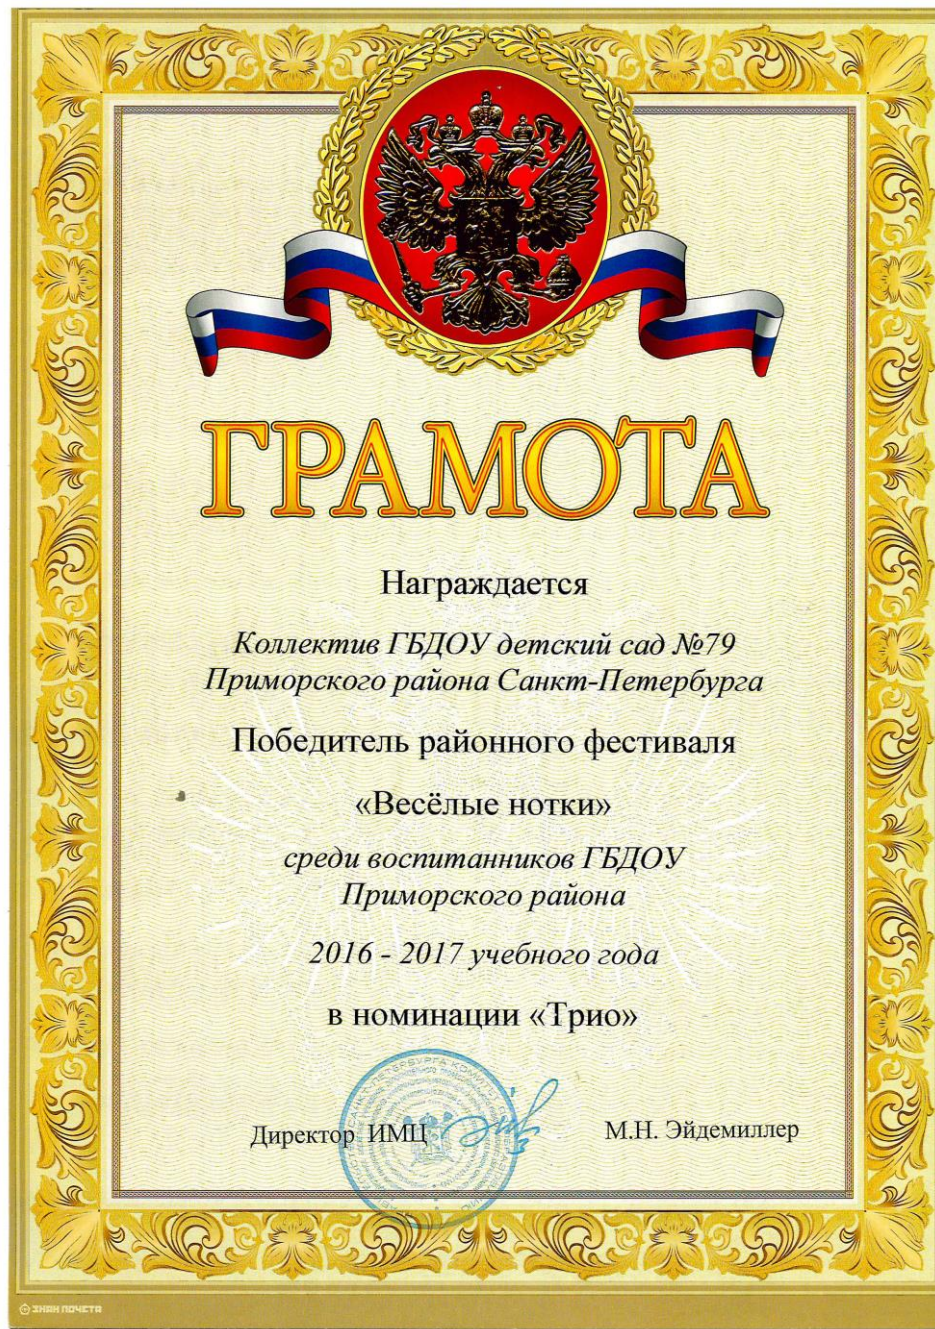 ГРАМОТА
Награждается
Коллектив ГБДОУ детский сад №79
Приморского района Санкт-Петербурга
Победитель районного фестиваля
«Весёлые нотки»
среди воспитанников ГБДОУ
Приморского района
2016 - 2017 учебного года
в номинации «Трио»
Директор ИМЦ
М.Н. Эйдемиллер
ЗНАК ПОЧЕТА